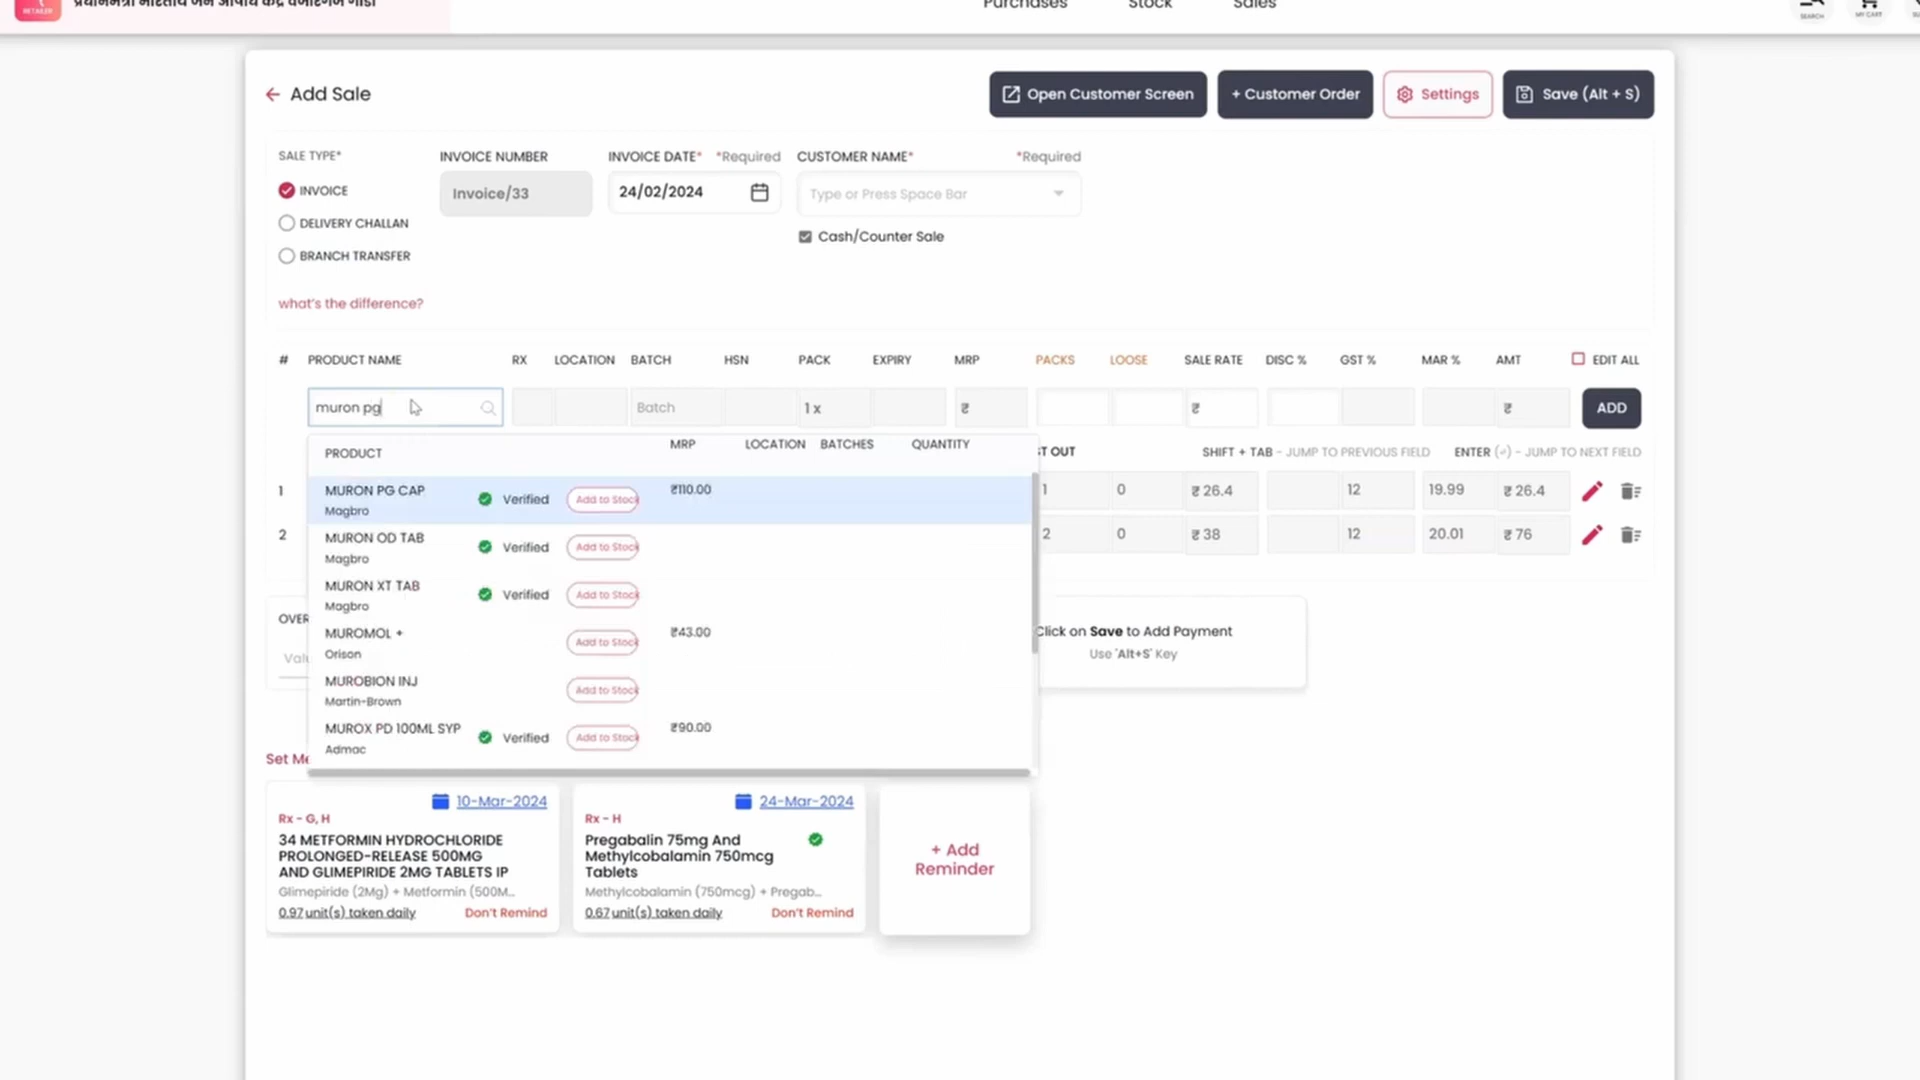 RETAILER
Purchases
Stock
Sales
SEARCH
MY CART
Add Sale
Open Customer Screen
+ Customer Order
Settings
Save (Alt + S)
SALE TYPE*
INVOICE NUMBER
INVOICE DATE* *Required
CUSTOMER NAME* *Required
INVOICE
Invoice/33
24/02/2024
Type or Press Space Bar
DELIVERY CHALLAN
Cash/Counter Sale
BRANCH TRANSFER
what's the difference?
# PRODUCT NAME RX LOCATION BATCH HSN PACK EXPIRY MRP PACKS LOOSE SALE RATE DISC % GST % MAR % AMT EDIT ALL
muron pg Batch 1 x ₹ ₹ ₹ ADD
PRODUCT MRP LOCATION BATCHES QUANTITY
T OUT SHIFT + TAB - JUMP TO PREVIOUS FIELD ENTER (⏎) - JUMP TO NEXT FIELD
1 MURON PG CAP Verified Add to Stock ₹110.00 1 0 ₹ 26.4 12 19.99 ₹ 26.4
Magbro
2 MURON OD TAB Verified Add to Stock 2 0 ₹ 38 12 20.01 ₹ 76
Magbro
MURON XT TAB Verified Add to Stock
Magbro
OVER
MUROMOL + Add to Stock ₹43.00
Orison
Click on Save to Add Payment
Use 'Alt+S' Key
Valu
MUROBION INJ Add to Stock
Martin-Brown
MUROX PD 100ML SYP Verified Add to Stock ₹90.00
Admac
Set Me
10-Mar-2024
Rx - G, H
34 METFORMIN HYDROCHLORIDE
PROLONGED-RELEASE 500MG
AND GLIMEPIRIDE 2MG TABLETS IP
Glimepiride (2Mg) + Metformin (500M...
0.97 unit(s) taken daily Don't Remind
24-Mar-2024
Rx - H
Pregabalin 75mg And
Methylcobalamin 750mcg
Tablets
Methylcobalamin (750mcg) + Pregab...
0.67 unit(s) taken daily Don't Remind
+ Add
Reminder